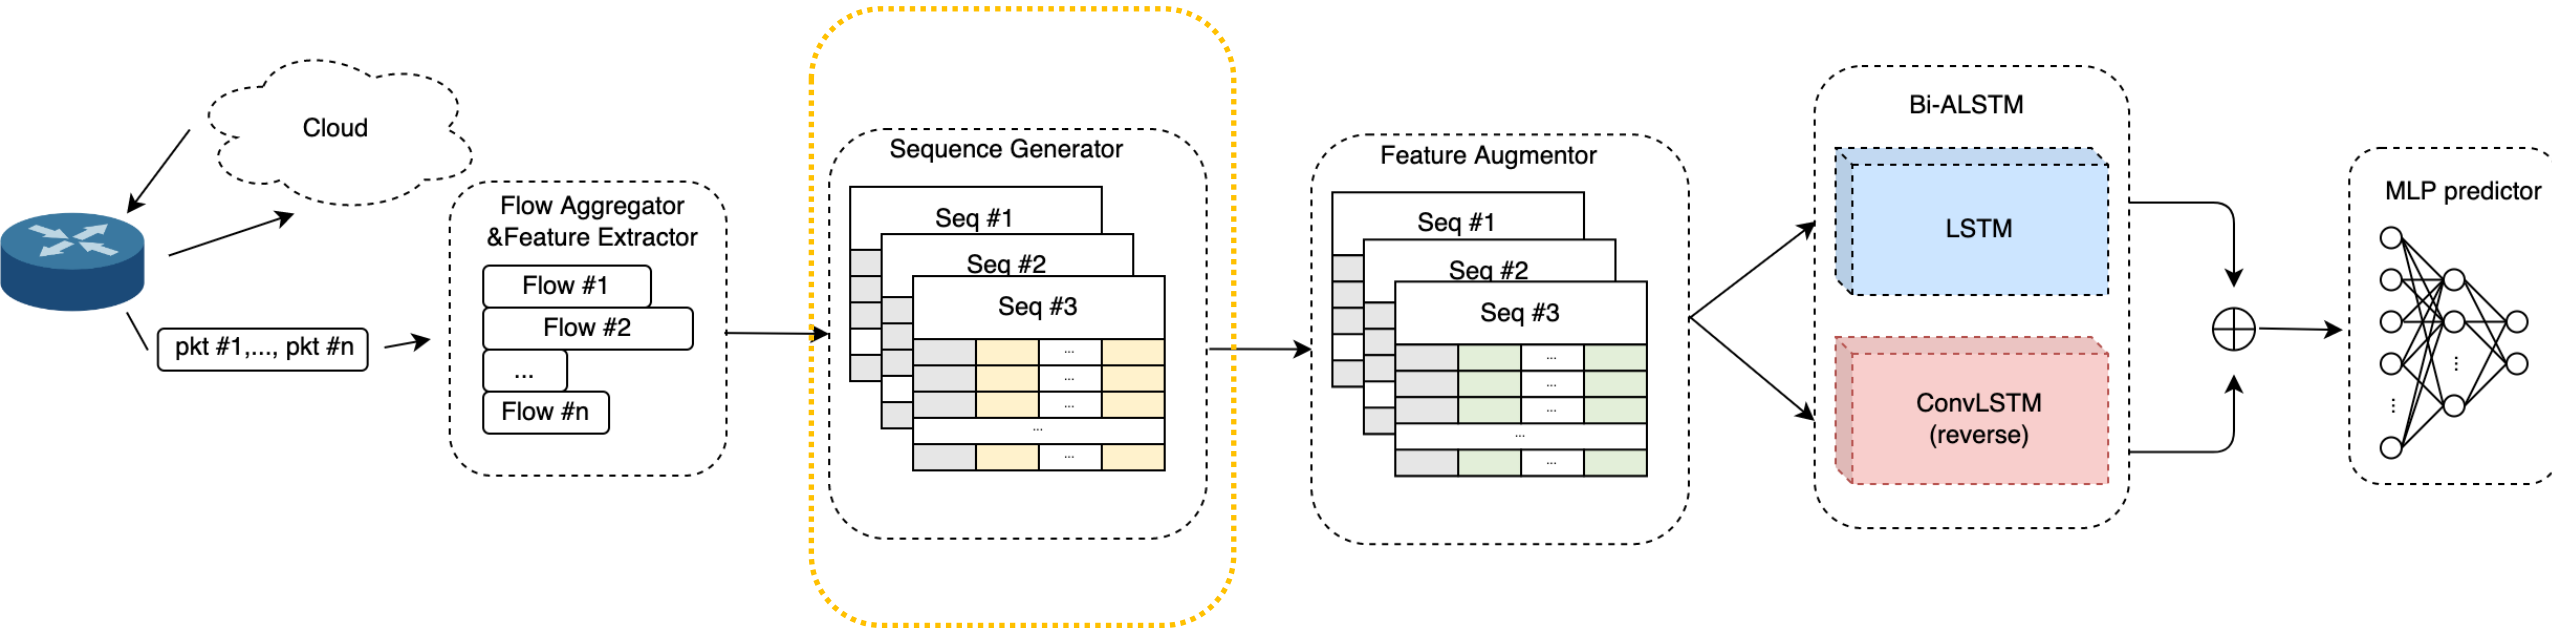 Cloud
pkt #1,..., pkt #n
Flow Aggregator
&Feature Extractor
Flow #1
Flow #2
...
Flow #n
Sequence Generator
Seq #1
Seq #2
Seq #3
...
...
...
...
...
Feature Augmentor
Seq #1
Seq #2
Seq #3
...
...
...
...
...
Bi-ALSTM
LSTM
ConvLSTM
(reverse)
MLP predictor
...
...